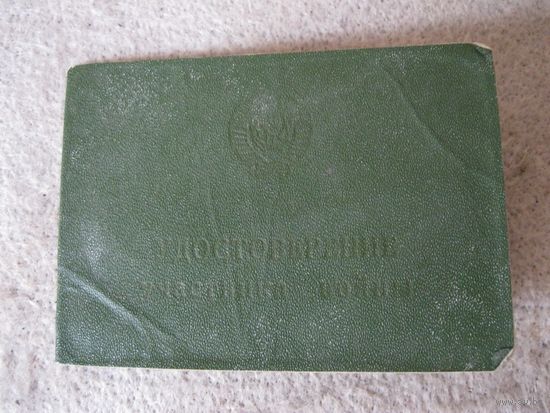 УДОСТОВЕРЕНИЕ
участника войны